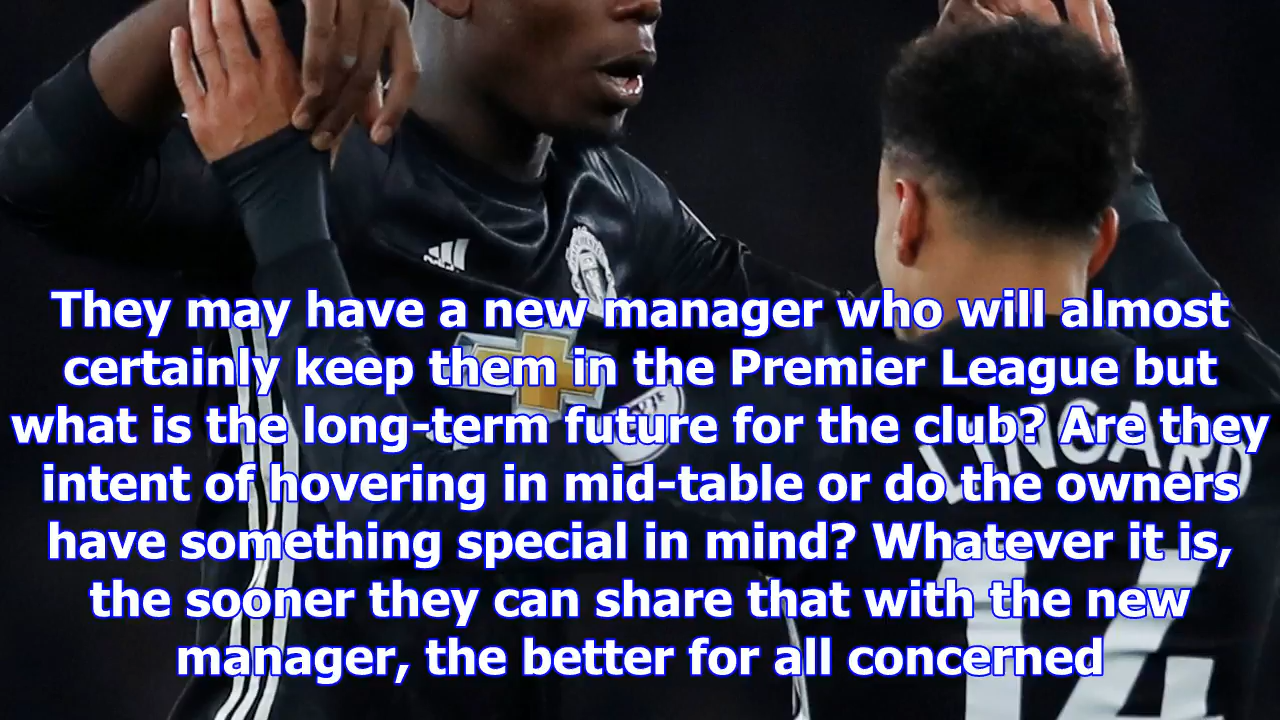 They may have a new manager who will almost
certainly keep them in the Premier League but
what is the long-term future for the club? Are they
intent of hovering in mid-table or do the owners
have something special in mind? Whatever it is,
the sooner they can share that with the new
manager, the better for all concerned
LINGARD
14